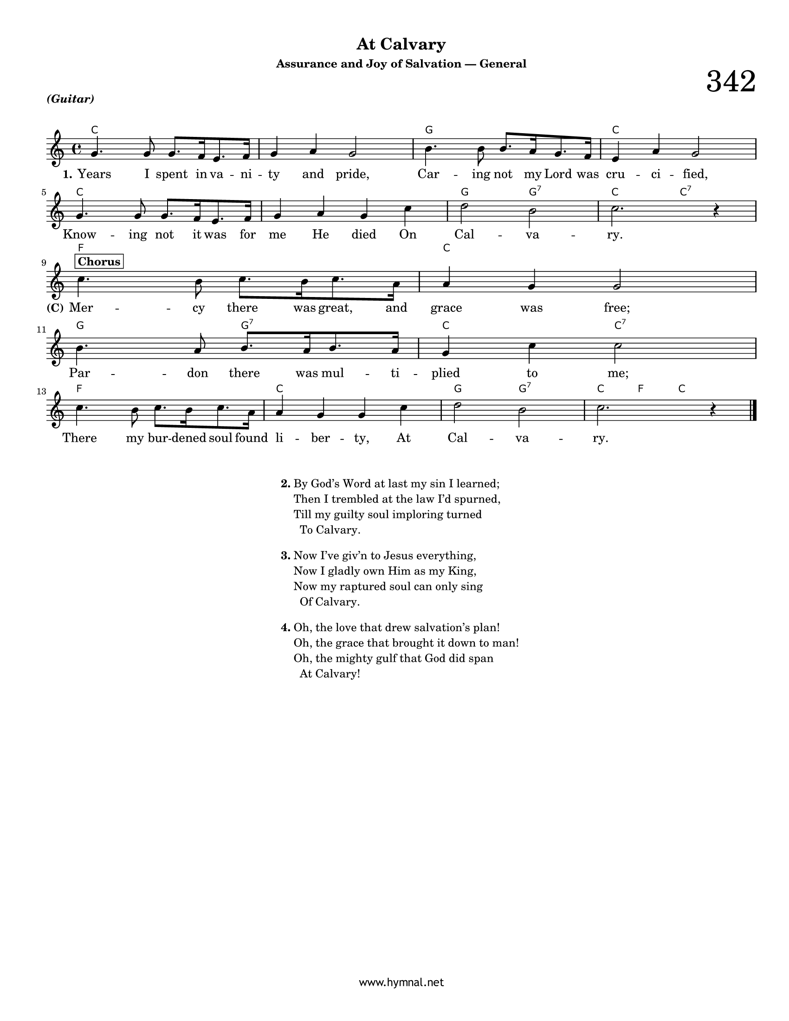 At Calvary
Assurance and Joy of Salvation — General
342
(Guitar)
C G C
1. Years I spent in va - ni - ty and pride, Car - ing not my Lord was cru - ci - fied,
5 C G G7 C C7
Know - ing not it was for me He died On Cal - va - ry.
F C
9 Chorus
(C) Mer - - cy there was great, and grace was free;
G G7 C C7
11
Par - - don there was mul - ti - plied to me;
13 F C G G7 C F C
There my bur-dened soul found li - ber - ty, At Cal - va - ry.
2. By God's Word at last my sin I learned;
Then I trembled at the law I'd spurned,
Till my guilty soul imploring turned
To Calvary.
3. Now I've giv'n to Jesus everything,
Now I gladly own Him as my King,
Now my raptured soul can only sing
Of Calvary.
4. Oh, the love that drew salvation's plan!
Oh, the grace that brought it down to man!
Oh, the mighty gulf that God did span
At Calvary!
www.hymnal.net